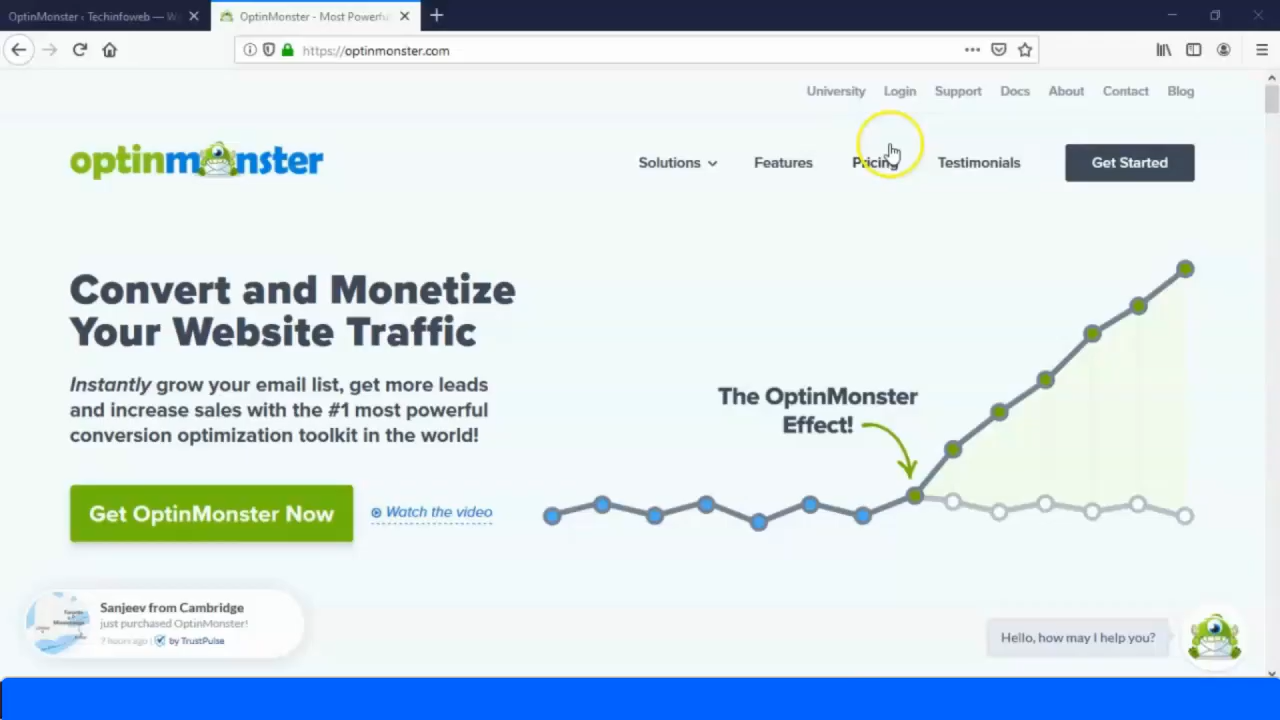 OptinMonster ‹ Techinfoweb — W
OptinMonster - Most Powerfu
https://optinmonster.com
University Login Support Docs About Contact Blog
optinmonster
Solutions Features Pricing Testimonials Get Started
Convert and Monetize
Your Website Traffic
Instantly grow your email list, get more leads
and increase sales with the #1 most powerful
conversion optimization toolkit in the world!
The OptinMonster
Effect!
Get OptinMonster Now
Watch the video
Sanjeev from Cambridge
just purchased OptinMonster!
7 hours ago | by TrustPulse
Hello, how may I help you?